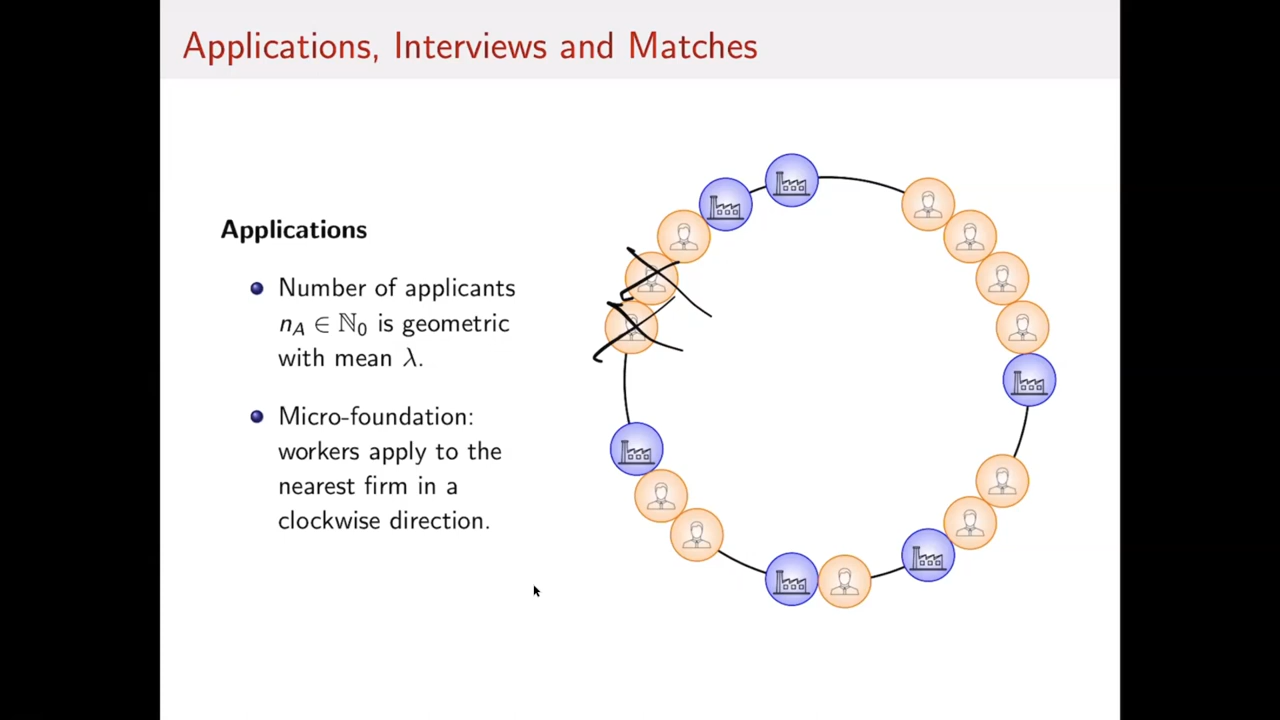 Applications, Interviews and Matches
Applications
Number of applicants
n_A ∈ ℕ₀ is geometric
with mean λ.
Micro-foundation:
workers apply to the
nearest firm in a
clockwise direction.